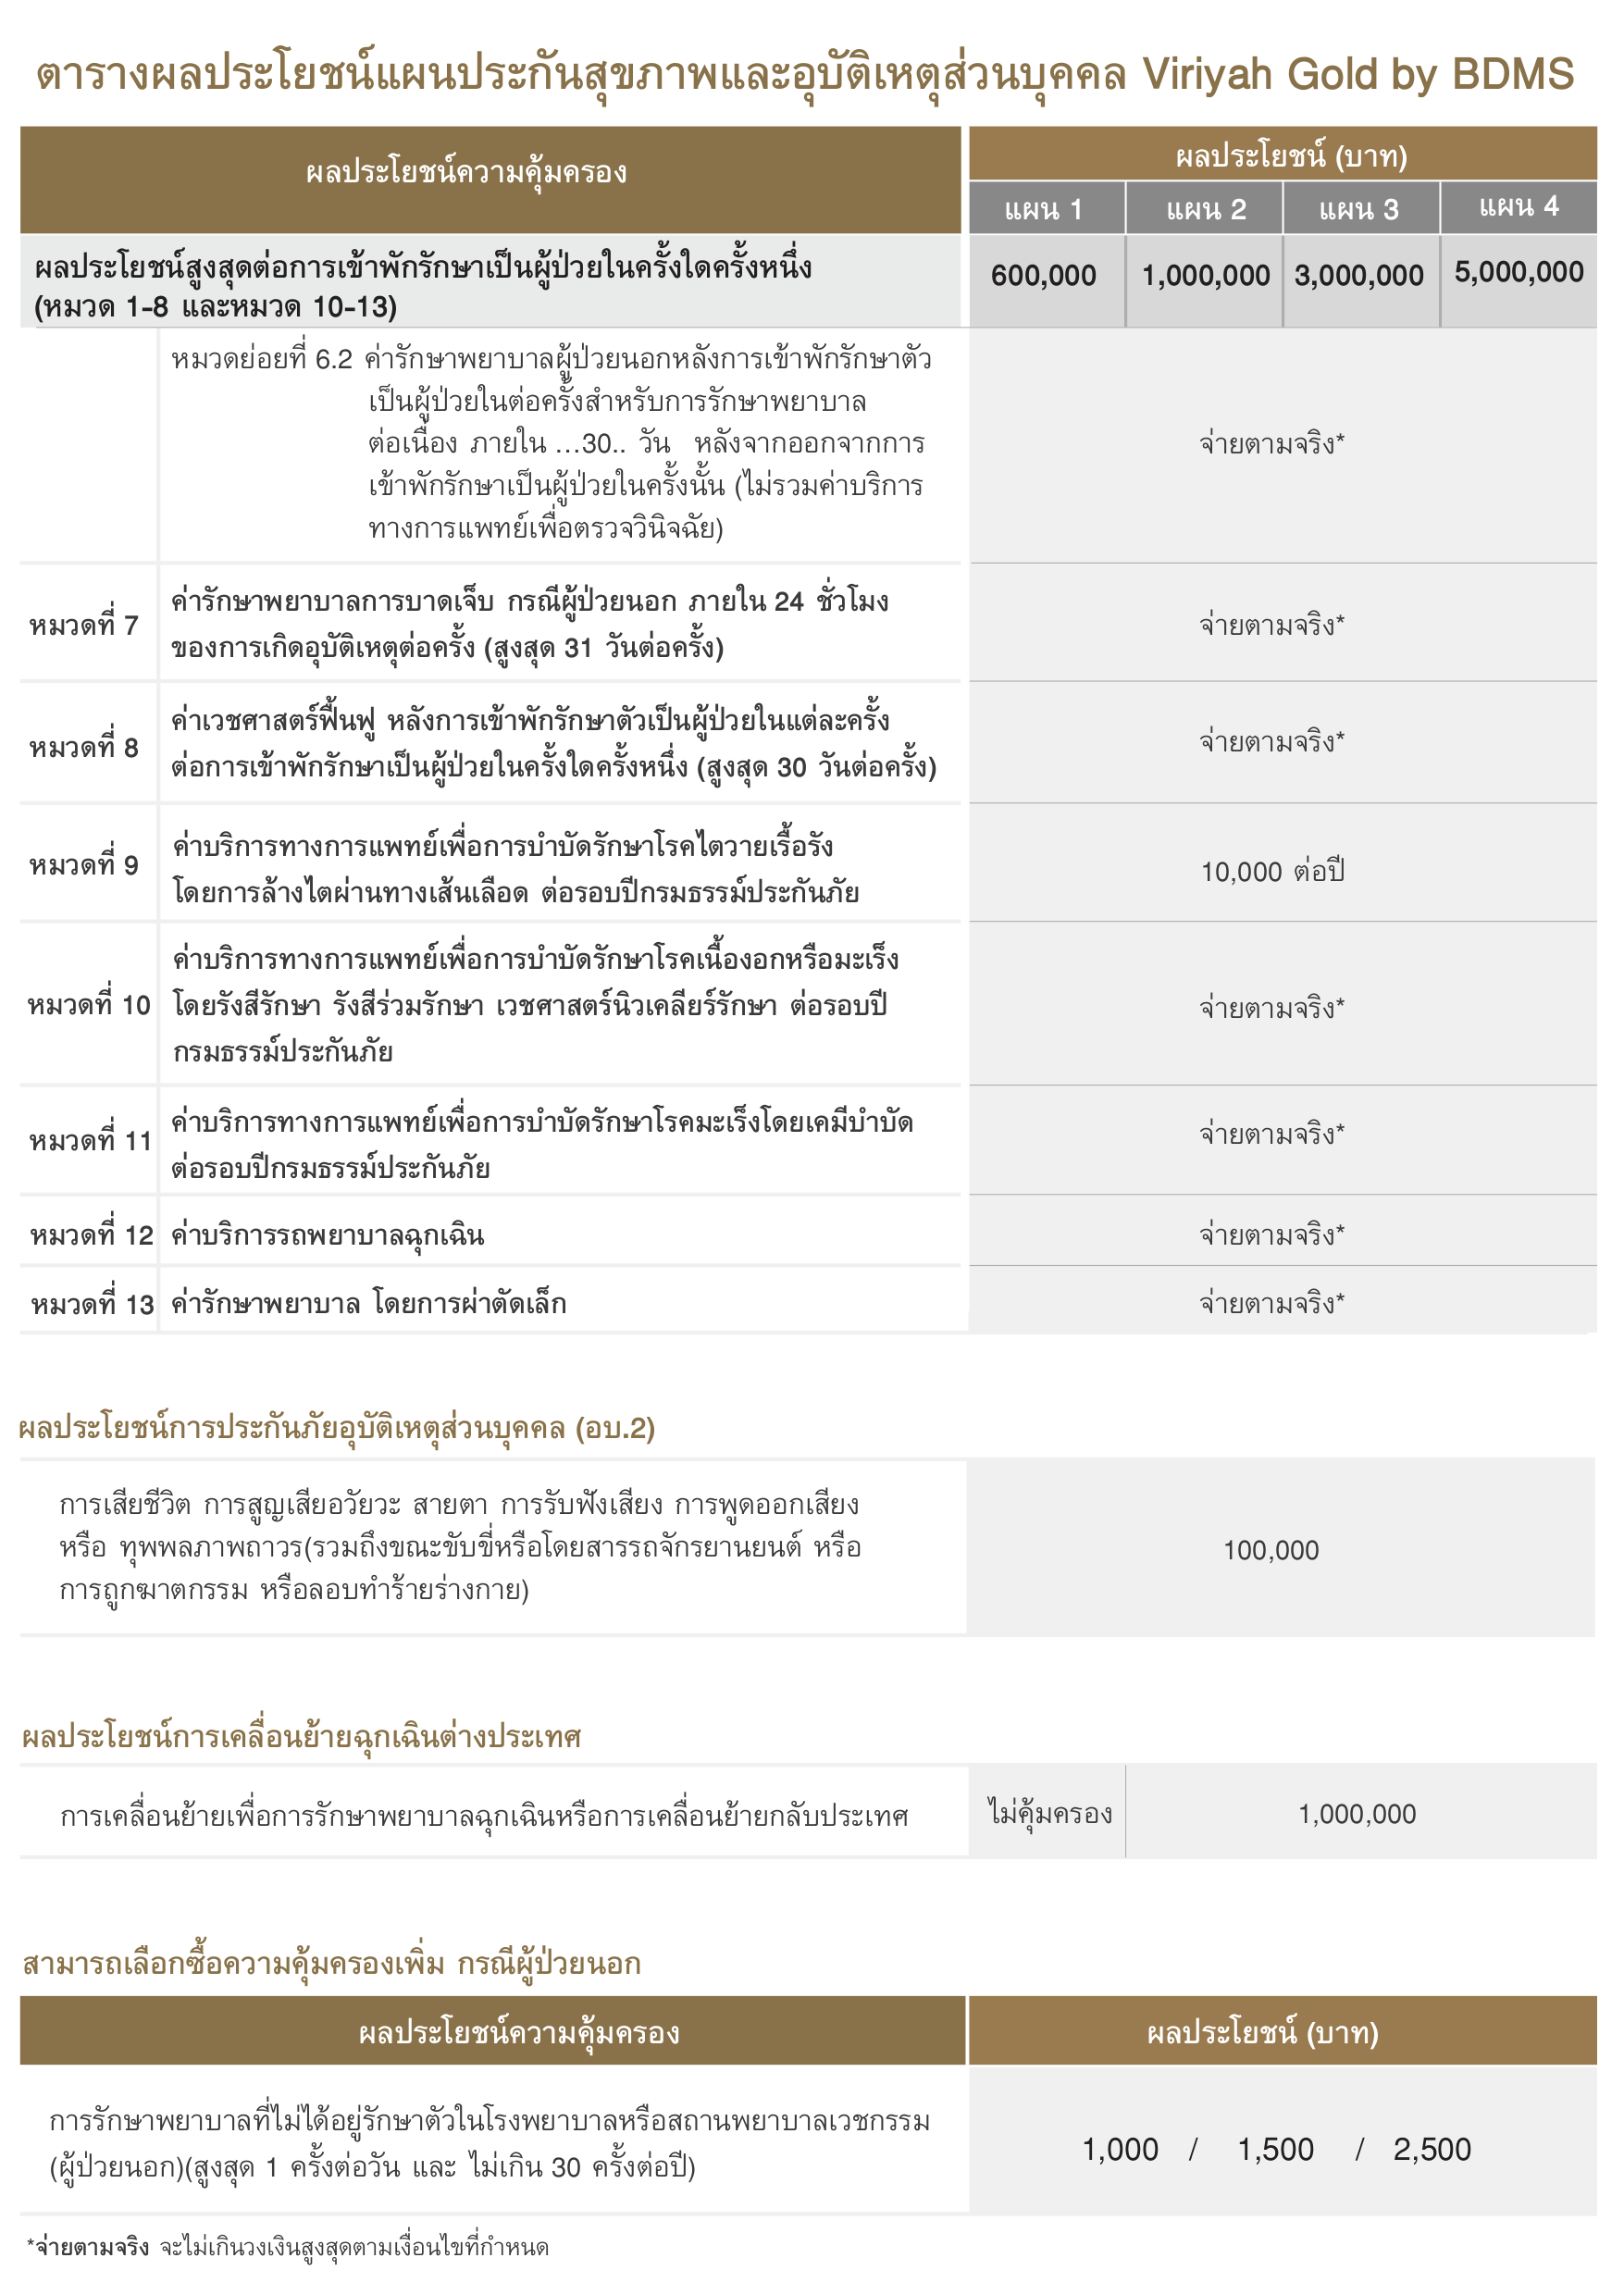 ตารางผลประโยชน์แผนประกันสุขภาพและอุบัติเหตุส่วนบุคคล Viriyah Gold by BDMS
ผลประโยชน์ความคุ้มครอง
ผลประโยชน์ (บาท)
แผน 1 แผน 2 แผน 3 แผน 4
ผลประโยชน์สูงสุดต่อการเข้าพักรักษาเป็นผู้ป่วยในครั้งใดครั้งหนึ่ง
(หมวด 1-8 และหมวด 10-13)
600,000 1,000,000 3,000,000 5,000,000
หมวดย่อยที่ 6.2 ค่ารักษาพยาบาลผู้ป่วยนอกหลังการเข้าพักรักษาตัว
เป็นผู้ป่วยในต่อครั้งสำหรับการรักษาพยาบาล
ต่อเนื่อง ภายใน ...30.. วัน หลังจากออกจากการ
เข้าพักรักษาเป็นผู้ป่วยในครั้งนั้น (ไม่รวมค่าบริการ
ทางการแพทย์เพื่อตรวจวินิจฉัย)
จ่ายตามจริง*
หมวดที่ 7
ค่ารักษาพยาบาลการบาดเจ็บ กรณีผู้ป่วยนอก ภายใน 24 ชั่วโมง
ของการเกิดอุบัติเหตุต่อครั้ง (สูงสุด 31 วันต่อครั้ง)
จ่ายตามจริง*
หมวดที่ 8
ค่าเวชศาสตร์ฟื้นฟู หลังการเข้าพักรักษาตัวเป็นผู้ป่วยในแต่ละครั้ง
ต่อการเข้าพักรักษาเป็นผู้ป่วยในครั้งใดครั้งหนึ่ง (สูงสุด 30 วันต่อครั้ง)
จ่ายตามจริง*
หมวดที่ 9
ค่าบริการทางการแพทย์เพื่อการบำบัดรักษาโรคไตวายเรื้อรัง
โดยการล้างไตผ่านทางเส้นเลือด ต่อรอบปีกรมธรรม์ประกันภัย
10,000 ต่อปี
หมวดที่ 10
ค่าบริการทางการแพทย์เพื่อการบำบัดรักษาโรคเนื้องอกหรือมะเร็ง
โดยรังสีรักษา รังสีร่วมรักษา เวชศาสตร์นิวเคลียร์รักษา ต่อรอบปี
กรมธรรม์ประกันภัย
จ่ายตามจริง*
หมวดที่ 11
ค่าบริการทางการแพทย์เพื่อการบำบัดรักษาโรคมะเร็งโดยเคมีบำบัด
ต่อรอบปีกรมธรรม์ประกันภัย
จ่ายตามจริง*
หมวดที่ 12 ค่าบริการรถพยาบาลฉุกเฉิน จ่ายตามจริง*
หมวดที่ 13 ค่ารักษาพยาบาล โดยการผ่าตัดเล็ก จ่ายตามจริง*
ผลประโยชน์การประกันภัยอุบัติเหตุส่วนบุคคล (อบ.2)
การเสียชีวิต การสูญเสียอวัยวะ สายตา การรับฟังเสียง การพูดออกเสียง
หรือ ทุพพลภาพถาวร(รวมถึงขณะขับขี่หรือโดยสารรถจักรยานยนต์ หรือ
การถูกฆาตกรรม หรือลอบทำร้ายร่างกาย)
100,000
ผลประโยชน์การเคลื่อนย้ายฉุกเฉินต่างประเทศ
การเคลื่อนย้ายเพื่อการรักษาพยาบาลฉุกเฉินหรือการเคลื่อนย้ายกลับประเทศ ไม่คุ้มครอง 1,000,000
สามารถเลือกซื้อความคุ้มครองเพิ่ม กรณีผู้ป่วยนอก
ผลประโยชน์ความคุ้มครอง ผลประโยชน์ (บาท)
การรักษาพยาบาลที่ไม่ได้อยู่รักษาตัวในโรงพยาบาลหรือสถานพยาบาลเวชกรรม
(ผู้ป่วยนอก)(สูงสุด 1 ครั้งต่อวัน และ ไม่เกิน 30 ครั้งต่อปี)
1,000 / 1,500 / 2,500
*จ่ายตามจริง จะไม่เกินวงเงินสูงสุดตามเงื่อนไขที่กำหนด